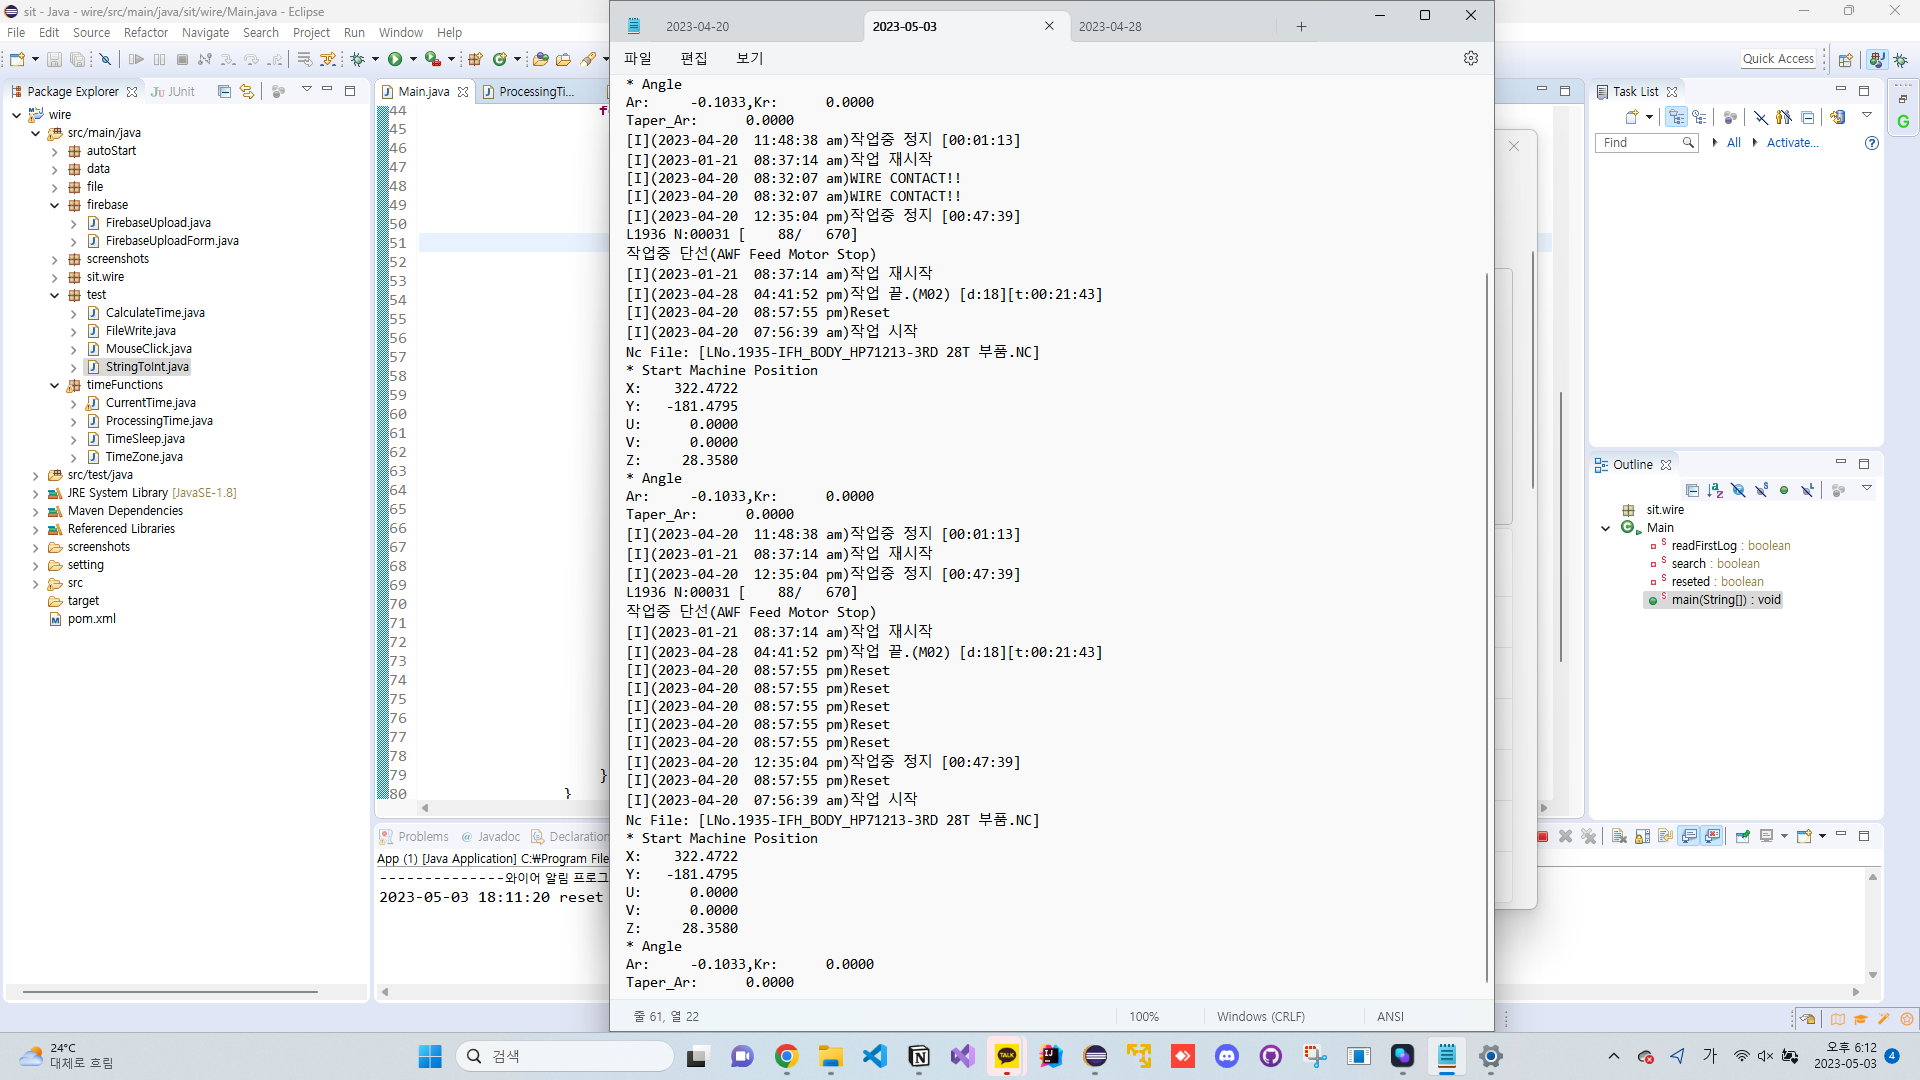 sit - Java - wire/src/main/java/sit/wire/Main.java - Eclipse
File Edit Source Refactor Navigate Search Project Run Window Help
Quick Access
Package Explorer
JUnit
wire
src/main/java
autoStart
data
file
firebase
FirebaseUpload.java
FirebaseUploadForm.java
screenshots
sit.wire
test
CalculateTime.java
FileWrite.java
MouseClick.java
StringToInt.java
timeFunctions
CurrentTime.java
ProcessingTime.java
TimeSleep.java
TimeZone.java
src/test/java
JRE System Library [JavaSE-1.8]
Maven Dependencies
Referenced Libraries
screenshots
setting
src
target
pom.xml
Main.java
ProcessingTi...
44
45
46
47
48
49
50
51
52
53
54
55
56
57
58
59
60
61
62
63
64
65
66
67
68
69
70
71
72
73
74
75
76
77
78
79 }
80 }
Problems
@ Javadoc
Declaration
App (1) [Java Application] C:₩Program File
--------------와이어 알림 프로그
2023-05-03 18:11:20 reset
2023-04-20
2023-05-03
2023-04-28
파일 편집 보기
* Angle
Ar: -0.1033,Kr: 0.0000
Taper_Ar: 0.0000
[I](2023-04-20 11:48:38 am)작업중 정지 [00:01:13]
[I](2023-01-21 08:37:14 am)작업 재시작
[I](2023-04-20 08:32:07 am)WIRE CONTACT!!
[I](2023-04-20 08:32:07 am)WIRE CONTACT!!
[I](2023-04-20 12:35:04 pm)작업중 정지 [00:47:39]
L1936 N:00031 [ 88/ 670]
작업중 단선(AWF Feed Motor Stop)
[I](2023-01-21 08:37:14 am)작업 재시작
[I](2023-04-28 04:41:52 pm)작업 끝.(M02) [d:18][t:00:21:43]
[I](2023-04-20 08:57:55 pm)Reset
[I](2023-04-20 07:56:39 am)작업 시작
Nc File: [LNo.1935-IFH_BODY_HP71213-3RD 28T 부품.NC]
* Start Machine Position
X: 322.4722
Y: -181.4795
U: 0.0000
V: 0.0000
Z: 28.3580
* Angle
Ar: -0.1033,Kr: 0.0000
Taper_Ar: 0.0000
[I](2023-04-20 11:48:38 am)작업중 정지 [00:01:13]
[I](2023-01-21 08:37:14 am)작업 재시작
[I](2023-04-20 12:35:04 pm)작업중 정지 [00:47:39]
L1936 N:00031 [ 88/ 670]
작업중 단선(AWF Feed Motor Stop)
[I](2023-01-21 08:37:14 am)작업 재시작
[I](2023-04-28 04:41:52 pm)작업 끝.(M02) [d:18][t:00:21:43]
[I](2023-04-20 08:57:55 pm)Reset
[I](2023-04-20 08:57:55 pm)Reset
[I](2023-04-20 08:57:55 pm)Reset
[I](2023-04-20 08:57:55 pm)Reset
[I](2023-04-20 08:57:55 pm)Reset
[I](2023-04-20 12:35:04 pm)작업중 정지 [00:47:39]
[I](2023-04-20 08:57:55 pm)Reset
[I](2023-04-20 07:56:39 am)작업 시작
Nc File: [LNo.1935-IFH_BODY_HP71213-3RD 28T 부품.NC]
* Start Machine Position
X: 322.4722
Y: -181.4795
U: 0.0000
V: 0.0000
Z: 28.3580
* Angle
Ar: -0.1033,Kr: 0.0000
Taper_Ar: 0.0000
줄 61, 열 22
100%
Windows (CRLF)
ANSI
Task List
Find
All
Activate...
Outline
sit.wire
Main
readFirstLog : boolean
search : boolean
reseted : boolean
main(String[]) : void
24°C
대체로 흐림
검색
TALK
가
오후 6:12
2023-05-03
4